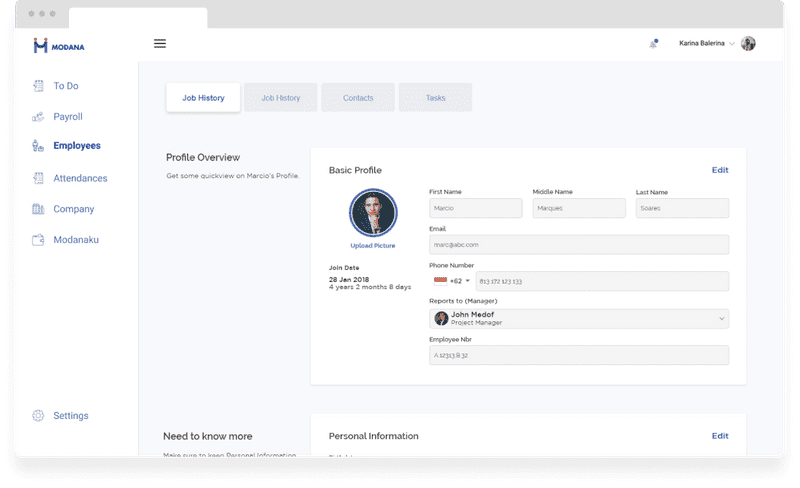 MODANA
Karina Balerina
To Do
Payroll
Employees
Attendances
Company
Modanaku
Settings
Job History
Job History
Contacts
Tasks
Profile Overview
Get some quickview on Marcio's Profile.
Basic Profile
Edit
Upload Picture
Join Date
28 Jan 2018
4 years 2 months 8 days
First Name
Middle Name
Last Name
Marcio
Marques
Soares
Email
marc@abc.com
Phone Number
+62
813 172 123 133
Reports to (Manager)
John Medof
Project Manager
Employee Nbr
A 12313.8.32
Need to know more
Make sure to keep Personal Information
Personal Information
Edit